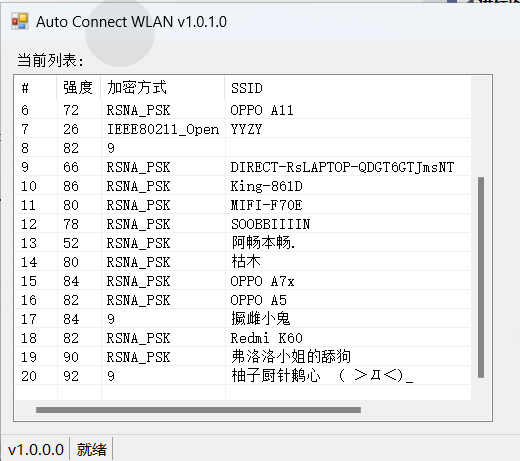 Auto Connect WLAN v1.0.1.0
当前列表:
# 强度 加密方式 SSID
6 72 RSNA_PSK OPPO A11
7 26 IEEE80211_Open YYZY
8 82 9
9 66 RSNA_PSK DIRECT-RsLAPTOP-QDGT6GTJmsNT
10 86 RSNA_PSK King-861D
11 80 RSNA_PSK MIFI-F70E
12 78 RSNA_PSK SOOBBIIIIN
13 52 RSNA_PSK 阿畅本畅.
14 80 RSNA_PSK 枯木
15 84 RSNA_PSK OPPO A7x
16 82 RSNA_PSK OPPO A5
17 84 9 撅雌小鬼
18 82 RSNA_PSK Redmi K60
19 90 RSNA_PSK 弗洛洛小姐的舔狗
20 92 9 柚子厨针鹅心 ( ＞Д＜)_
v1.0.0.0 就绪